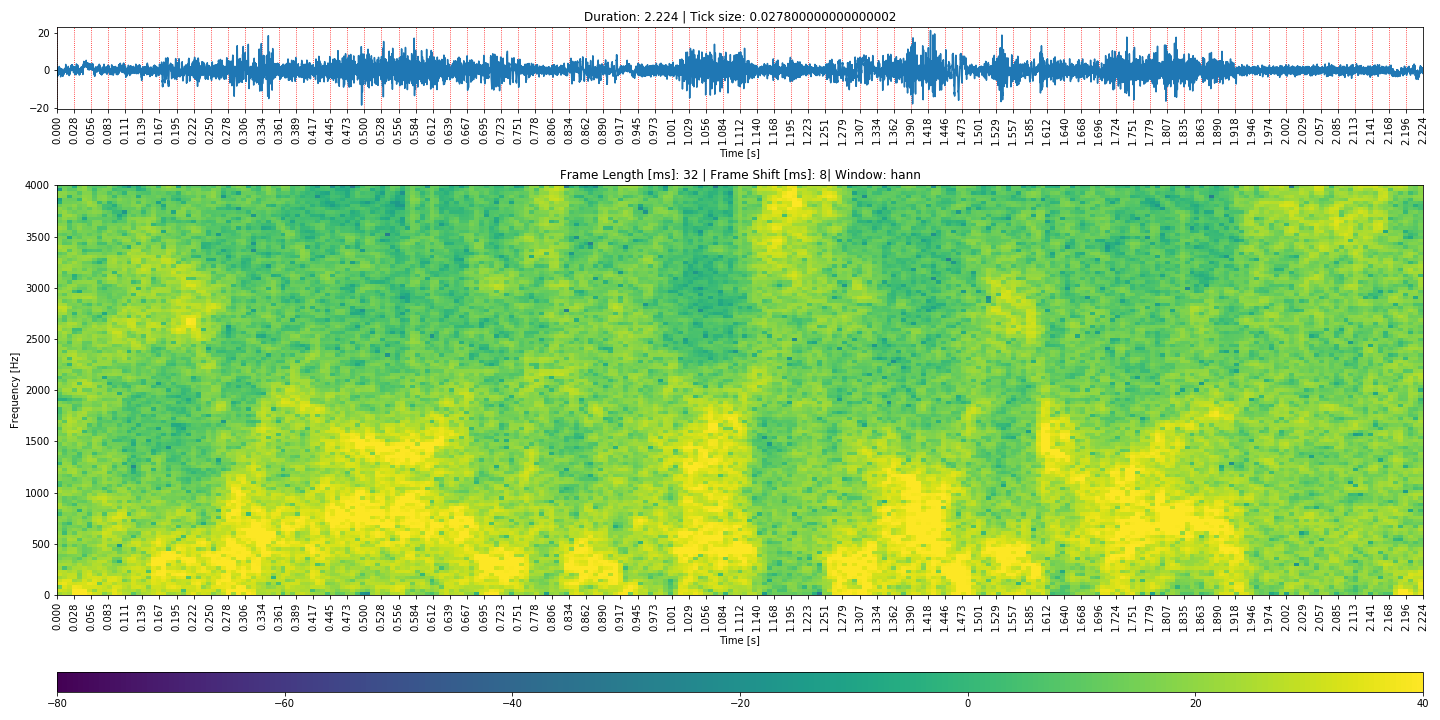 Duration: 2.224 | Tick size: 0.027800000000000002
20
0
−20
0.000 0.028 0.056 0.083 0.111 0.139 0.167 0.195 0.222 0.250 0.278 0.306 0.334 0.361 0.389 0.417 0.445 0.473 0.500 0.528 0.556 0.584 0.612 0.639 0.667 0.695 0.723 0.751 0.778 0.806 0.834 0.862 0.890 0.917 0.945 0.973 1.001 1.029 1.056 1.084 1.112 1.140 1.168 1.195 1.223 1.251 1.279 1.307 1.334 1.362 1.390 1.418 1.446 1.473 1.501 1.529 1.557 1.585 1.612 1.640 1.668 1.696 1.724 1.751 1.779 1.807 1.835 1.863 1.890 1.918 1.946 1.974 2.002 2.029 2.057 2.085 2.113 2.141 2.168 2.196 2.224
Time [s]
Frame Length [ms]: 32 | Frame Shift [ms]: 8| Window: hann
4000
3500
3000
2500
2000
1500
1000
500
0
Frequency [Hz]
0.000 0.028 0.056 0.083 0.111 0.139 0.167 0.195 0.222 0.250 0.278 0.306 0.334 0.361 0.389 0.417 0.445 0.473 0.500 0.528 0.556 0.584 0.612 0.639 0.667 0.695 0.723 0.751 0.778 0.806 0.834 0.862 0.890 0.917 0.945 0.973 1.001 1.029 1.056 1.084 1.112 1.140 1.168 1.195 1.223 1.251 1.279 1.307 1.334 1.362 1.390 1.418 1.446 1.473 1.501 1.529 1.557 1.585 1.612 1.640 1.668 1.696 1.724 1.751 1.779 1.807 1.835 1.863 1.890 1.918 1.946 1.974 2.002 2.029 2.057 2.085 2.113 2.141 2.168 2.196 2.224
Time [s]
−80 −60 −40 −20 0 20 40